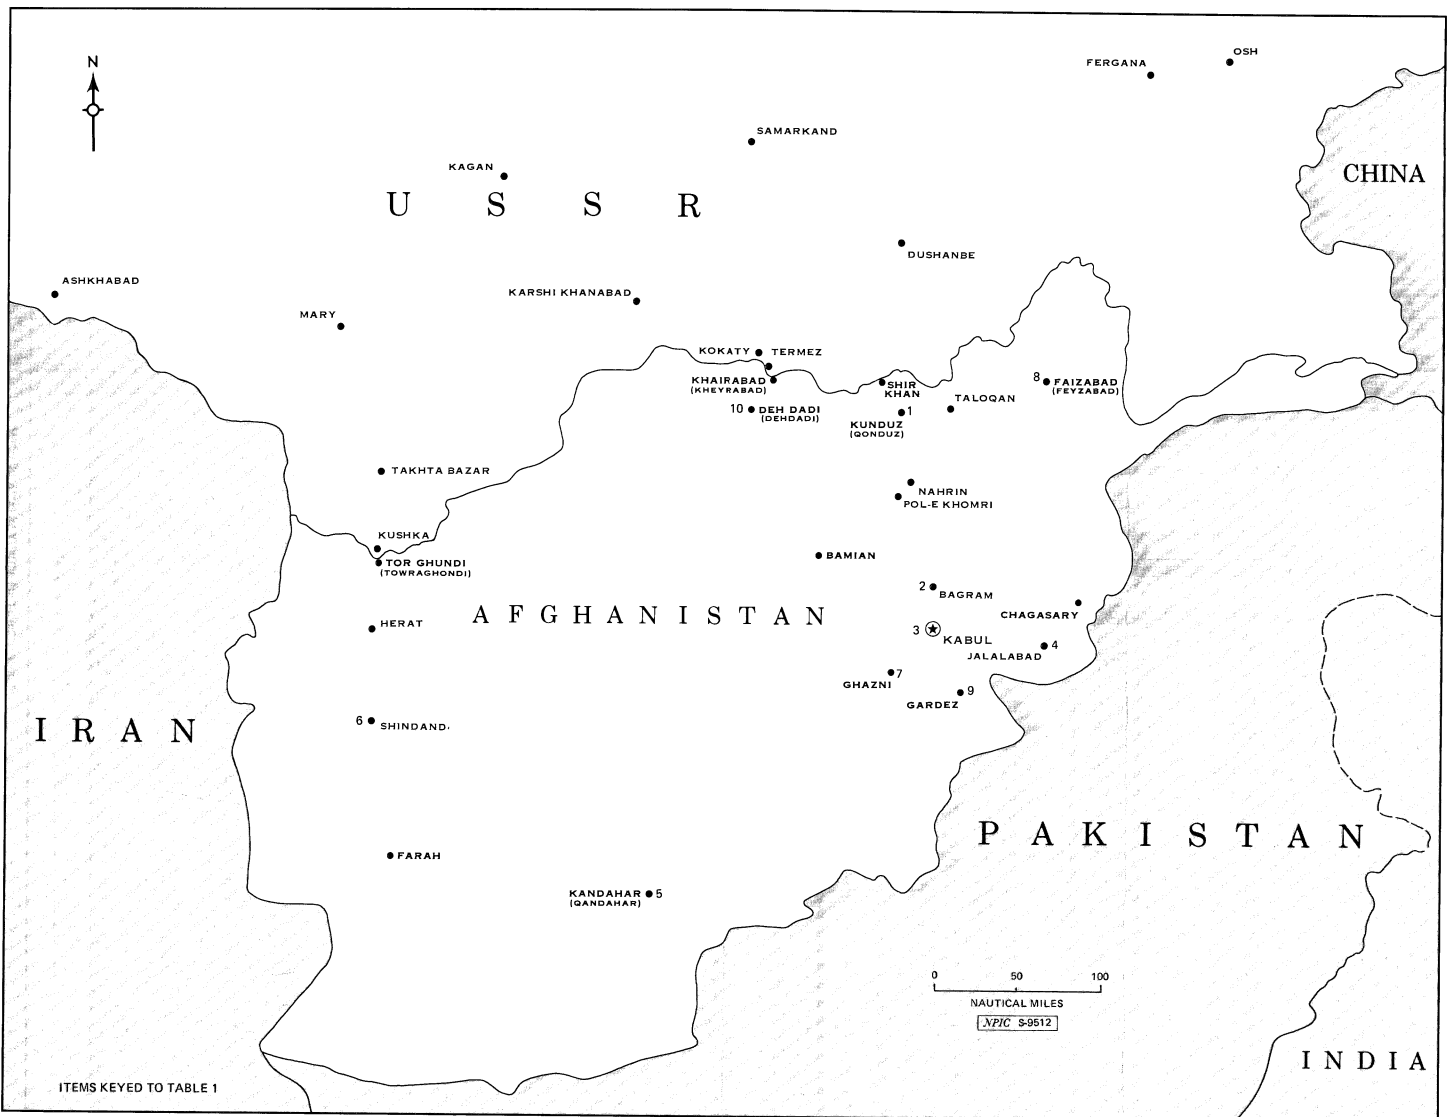 N
OSH
FERGANA
SAMARKAND
CHINA
KAGAN
U S S R
DUSHANBE
ASHKHABAD
KARSHI KHANABAD
MARY
KOKATY
TERMEZ
KHAIRABAD
(KHEYRABAD)
SHIR
KHAN
8
FAIZABAD
(FEYZABAD)
TALOQAN
10
DEH DADI
(DEHDADI)
1
KUNDUZ
(QONDUZ)
TAKHTA BAZAR
NAHRIN
POL-E KHOMRI
KUSHKA
TOR GHUNDI
(TOWRAGHONDI)
BAMIAN
2
BAGRAM
AFGHANISTAN
CHAGASARY
HERAT
3
KABUL
4
JALALABAD
7
GHAZNI
9
GARDEZ
IRAN
6
SHINDAND
PAKISTAN
FARAH
KANDAHAR
(QANDAHAR)
5
0 50 100
NAUTICAL MILES
NPIC S-9512
INDIA
ITEMS KEYED TO TABLE 1